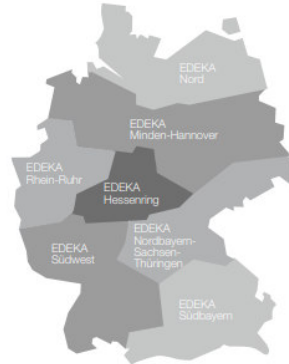 EDEKA
Nord
EDEKA
Minden-Hannover
EDEKA
Rhein-Ruhr
EDEKA
Hessenring
EDEKA
Nordbayern-
Sachsen-
Thüringen
EDEKA
Südwest
EDEKA
Südbayern